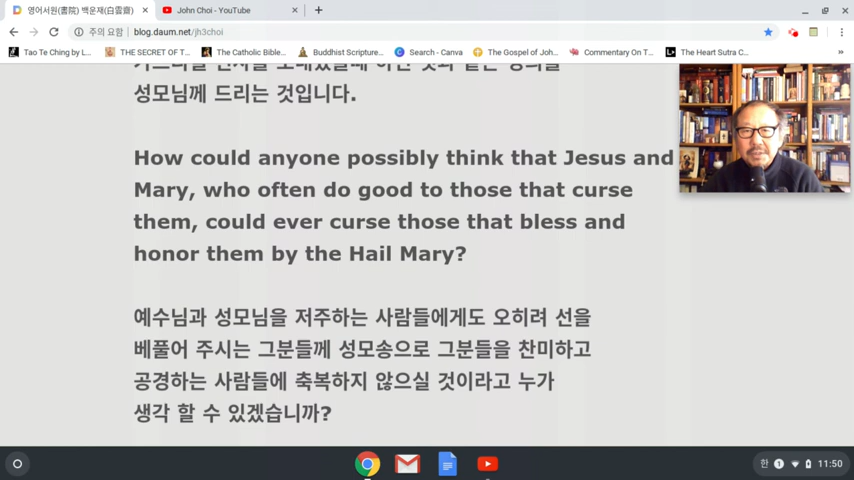 영어서원(書院) 백운재(白雲齋)
John Choi - YouTube
주의 요함
blog.daum.net/jh3choi
Tao Te Ching by L...
THE SECRET OF T...
The Catholic Bible...
Buddhist Scripture...
Search - Canva
The Gospel of Joh...
Commentary On T...
The Heart Sutra C...
성모님께 드리는 것입니다.
How could anyone possibly think that Jesus and
Mary, who often do good to those that curse
them, could ever curse those that bless and
honor them by the Hail Mary?
예수님과 성모님을 저주하는 사람들에게도 오히려 선을
베풀어 주시는 그분들께 성모송으로 그분들을 찬미하고
공경하는 사람들에 축복하지 않으실 것이라고 누가
생각 할 수 있겠습니까?
한
1
11:50